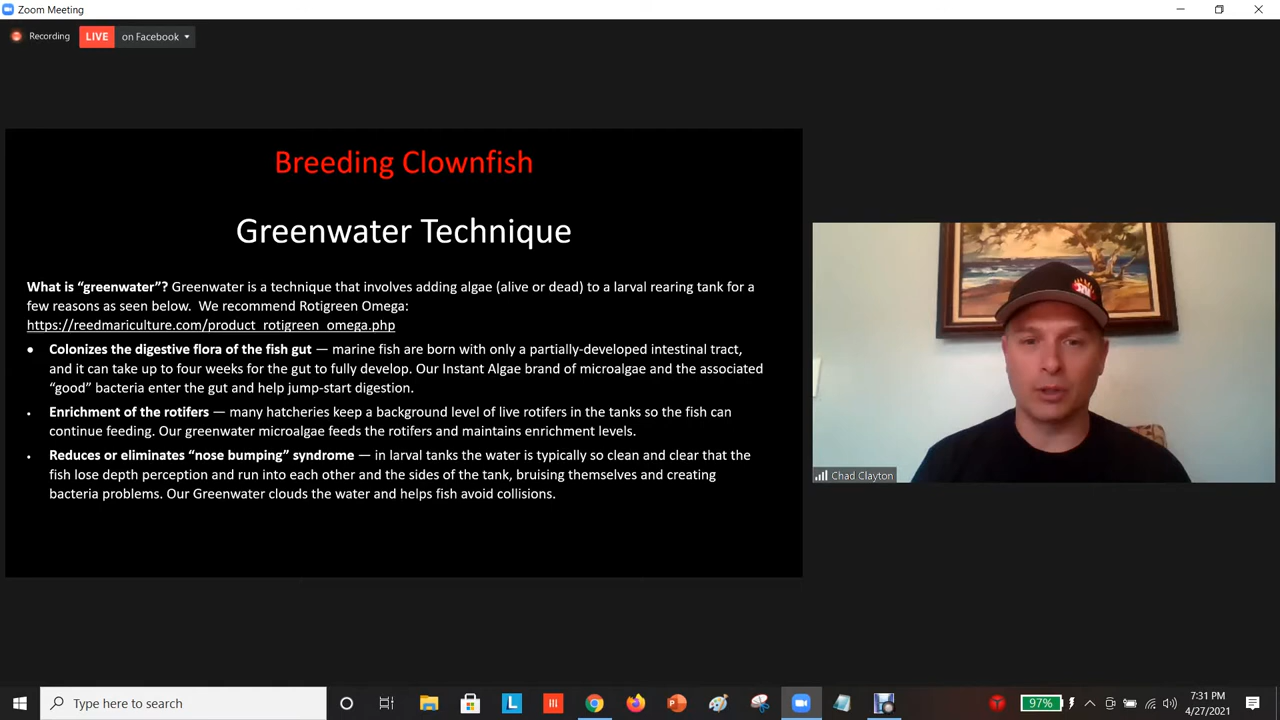 Zoom Meeting
Recording
LIVE
on Facebook
Breeding Clownfish
Greenwater Technique
What is “greenwater”? Greenwater is a technique that involves adding algae (alive or dead) to a larval rearing tank for a
few reasons as seen below. We recommend Rotigreen Omega:
https://reedmariculture.com/product_rotigreen_omega.php
• Colonizes the digestive flora of the fish gut — marine fish are born with only a partially-developed intestinal tract,
and it can take up to four weeks for the gut to fully develop. Our Instant Algae brand of microalgae and the associated
“good” bacteria enter the gut and help jump-start digestion.
• Enrichment of the rotifers — many hatcheries keep a background level of live rotifers in the tanks so the fish can
continue feeding. Our greenwater microalgae feeds the rotifers and maintains enrichment levels.
• Reduces or eliminates “nose bumping” syndrome — in larval tanks the water is typically so clean and clear that the
fish lose depth perception and run into each other and the sides of the tank, bruising themselves and creating
bacteria problems. Our Greenwater clouds the water and helps fish avoid collisions.
Chad Clayton
Type here to search
L
97%
7:31 PM
4/27/2021